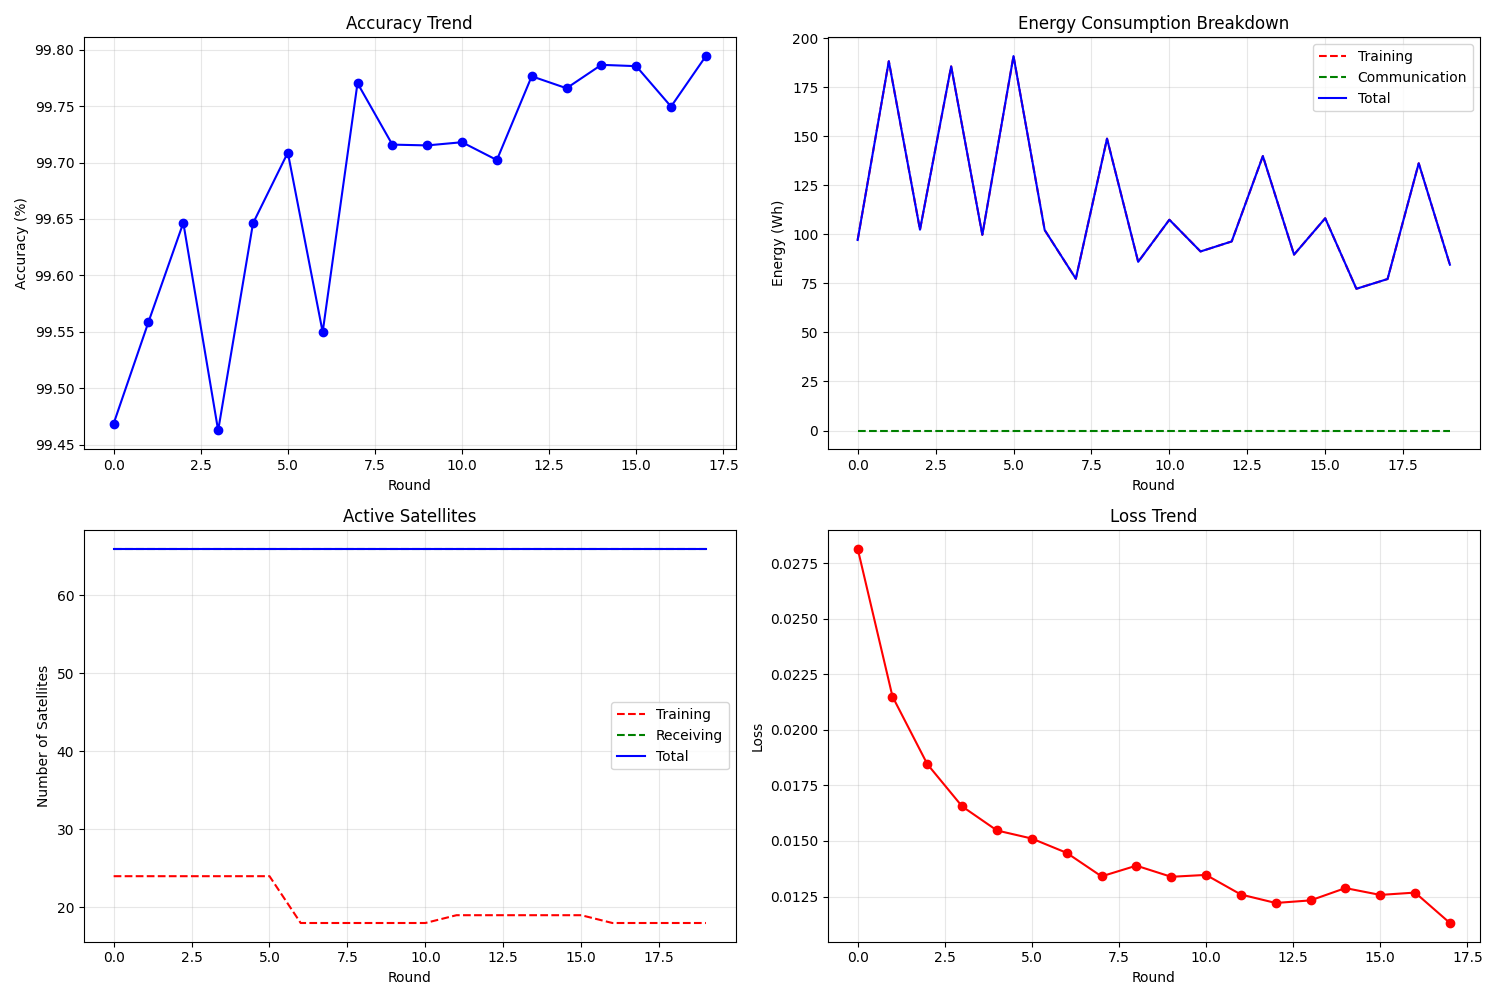 Accuracy Trend
Accuracy (%)
99.80
99.75
99.70
99.65
99.60
99.55
99.50
99.45
0.0 2.5 5.0 7.5 10.0 12.5 15.0 17.5
Round
Energy Consumption Breakdown
Energy (Wh)
200
175
150
125
100
75
50
25
0
Training
Communication
Total
0.0 2.5 5.0 7.5 10.0 12.5 15.0 17.5
Round
Active Satellites
Number of Satellites
60
50
40
30
20
Training
Receiving
Total
0.0 2.5 5.0 7.5 10.0 12.5 15.0 17.5
Round
Loss Trend
Loss
0.0275
0.0250
0.0225
0.0200
0.0175
0.0150
0.0125
0.0 2.5 5.0 7.5 10.0 12.5 15.0 17.5
Round